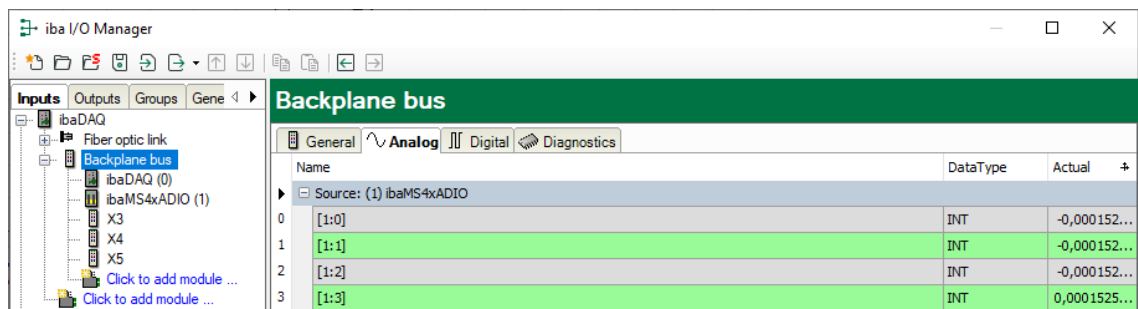 iba I/O Manager
Inputs Outputs Groups Gene
Backplane bus
ibaDAQ
Fiber optic link
Backplane bus
ibaDAQ (0)
ibaMS4xADIO (1)
X3
X4
X5
Click to add module ...
Click to add module ...
General Analog Digital Diagnostics
Name DataType Actual
Source: (1) ibaMS4xADIO
0 [1:0] INT -0,000152...
1 [1:1] INT -0,000152...
2 [1:2] INT -0,000152...
3 [1:3] INT 0,0001525...